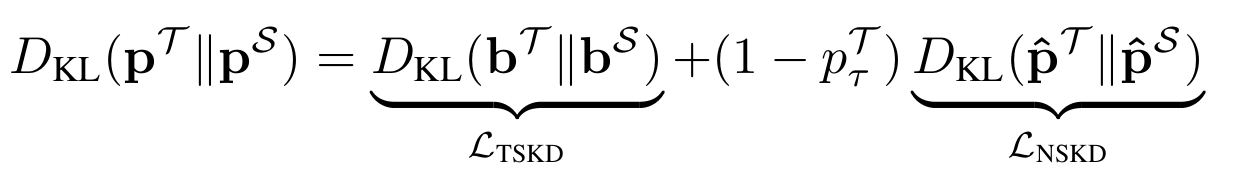 D_KL(𝐩^𝒯‖𝐩^𝒮) = D_KL(𝐛^𝒯‖𝐛^𝒮) +(1 − p_τ^𝒯) D_KL(𝐩̂^𝒯‖𝐩̂^𝒮)
ℒ_TSKD ℒ_NSKD